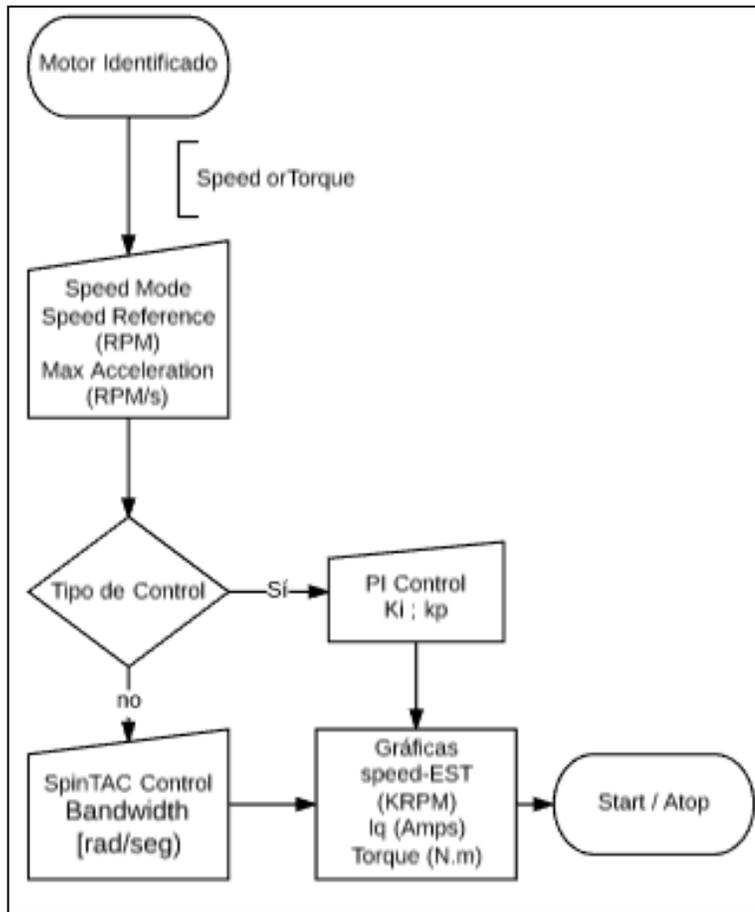 Motor Identificado
Speed orTorque
Speed Mode
Speed Reference
(RPM)
Max Acceleration
(RPM/s)
Tipo de Control
Sí
PI Control
Ki ; kp
no
SpinTAC Control
Bandwidth
[rad/seg)
Gráficas
speed-EST
(KRPM)
Iq (Amps)
Torque (N.m)
Start / Atop